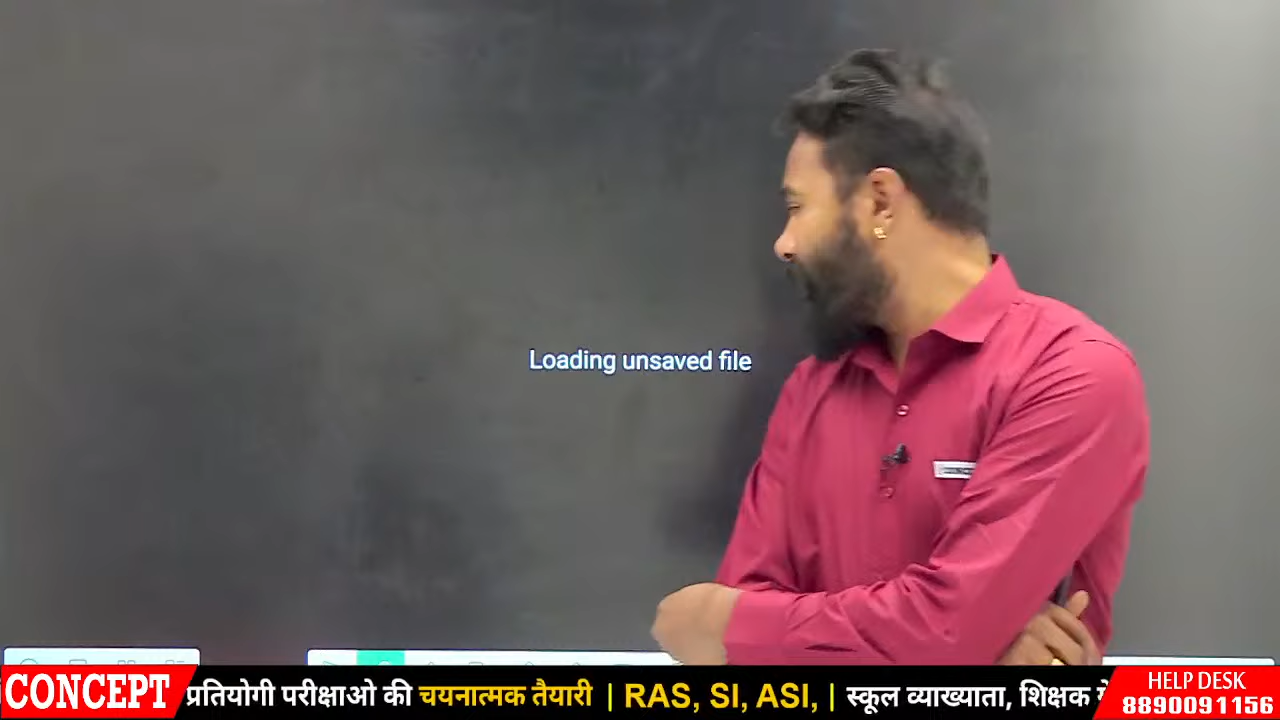 Loading unsaved file
CONCEPT
प्रतियोगी परीक्षाओ की चयनात्मक तैयारी | RAS, SI, ASI, | स्कूल व्याख्याता, शिक्षक
HELP DESK
8890091156